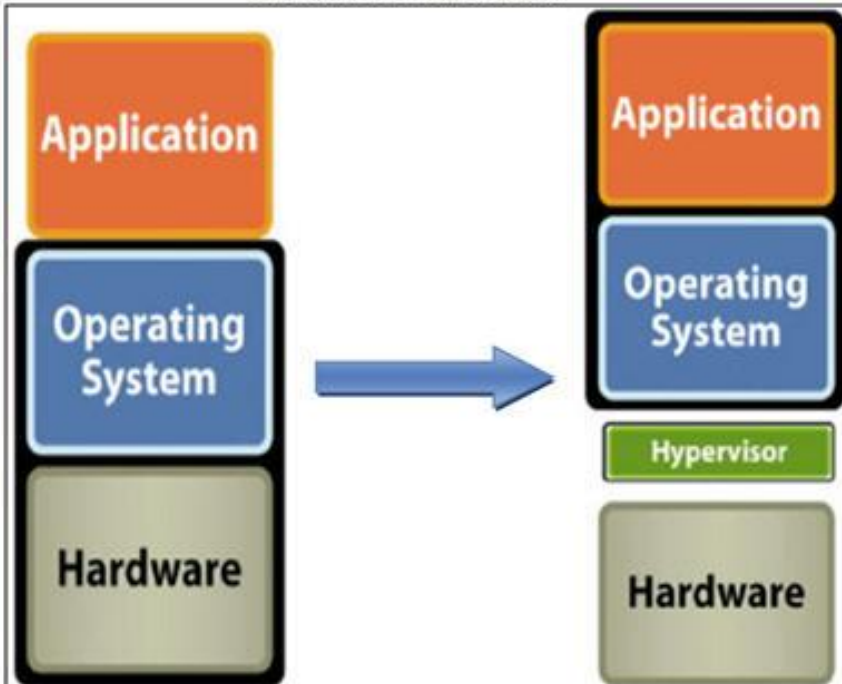 Application
Operating
System
Hardware
Application
Operating
System
Hypervisor
Hardware